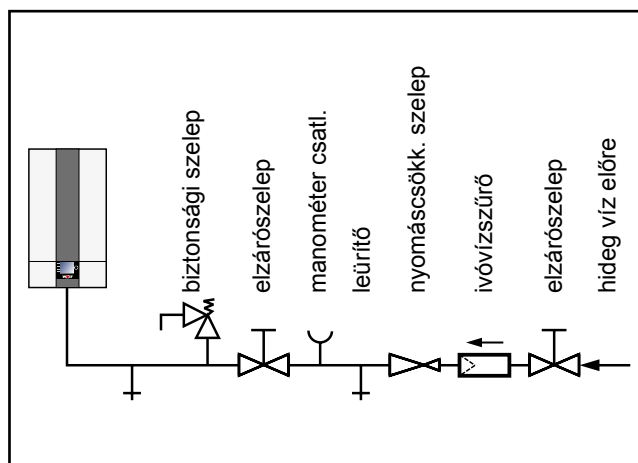 biztonsági szelep
elzárószelep
manométer csatl.
leürítő
nyomáscsökk. szelep
ivóvízszűrő
elzárószelep
hideg víz előre